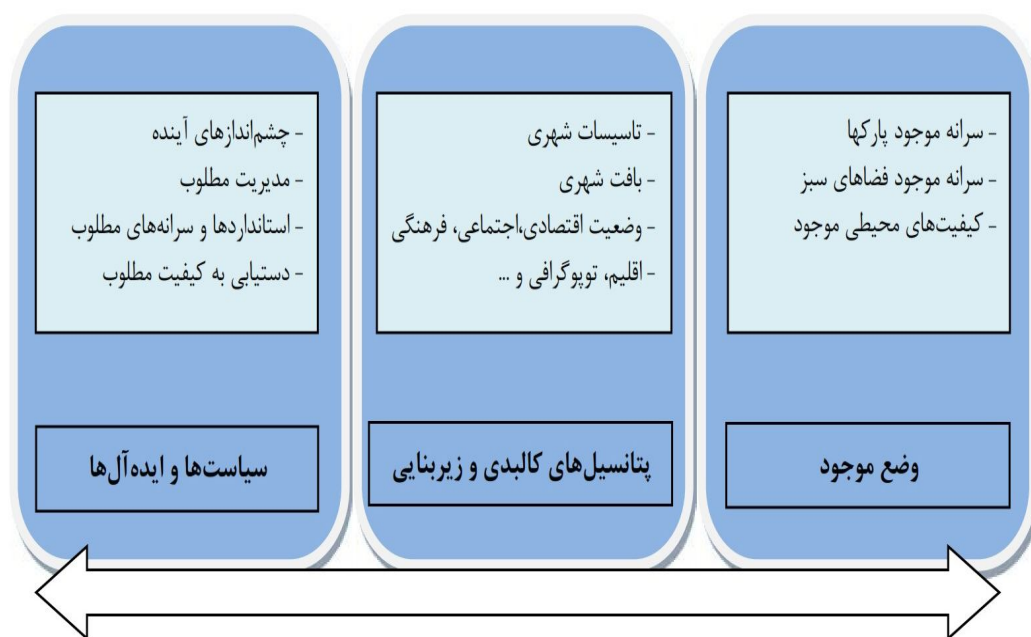 - سرانه موجود پارکها
- سرانه موجود فضاهای سبز
- کیفیت‌های محیطی موجود
وضع موجود
- تاسیسات شهری
- بافت شهری
- وضعیت اقتصادی،اجتماعی، فرهنگی
- اقلیم، توپوگرافی و ...
پتانسیل‌های کالبدی و زیربنایی
- چشم‌اندازهای آینده
- مدیریت مطلوب
- استانداردها و سرانه‌های مطلوب
- دستیابی به کیفیت مطلوب
سیاست‌ها و ایده‌آل‌ها